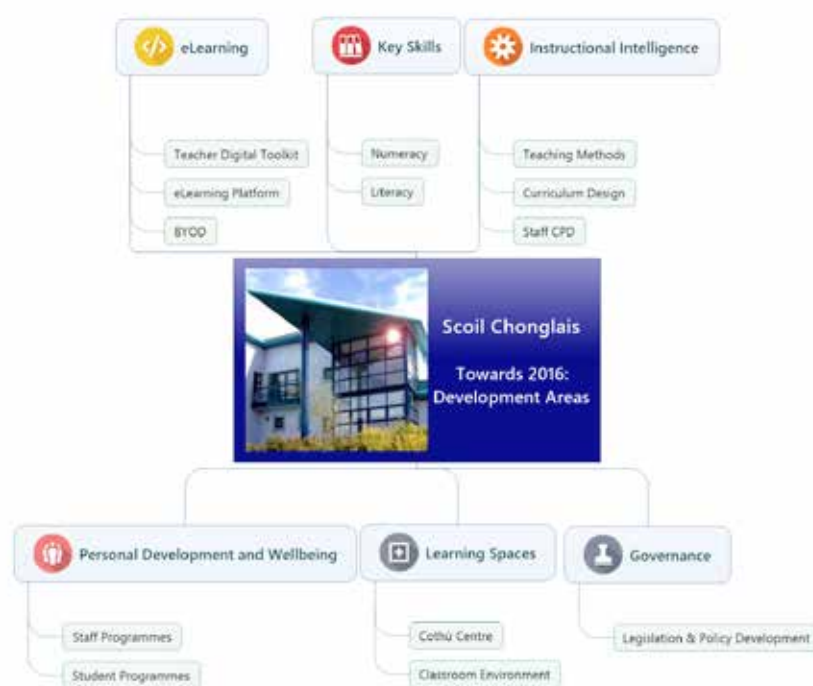 eLearning
Teacher Digital Toolkit
eLearning Platform
BYOD
Key Skills
Numeracy
Literacy
Instructional Intelligence
Teaching Methods
Curriculum Design
Staff CPD
Scoil Chonglais
Towards 2016:
Development Areas
Personal Development and Wellbeing
Staff Programmes
Student Programmes
Learning Spaces
Cothú Centre
Classroom Environment
Governance
Legislation & Policy Development